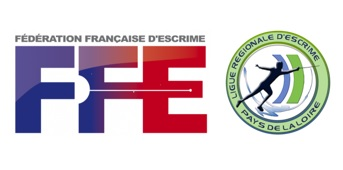 FÉDÉRATION FRANÇAISE D'ESCRIME
FFE
LIGUE REGIONALE D'ESCRIME
PAYS DE LA LOIRE